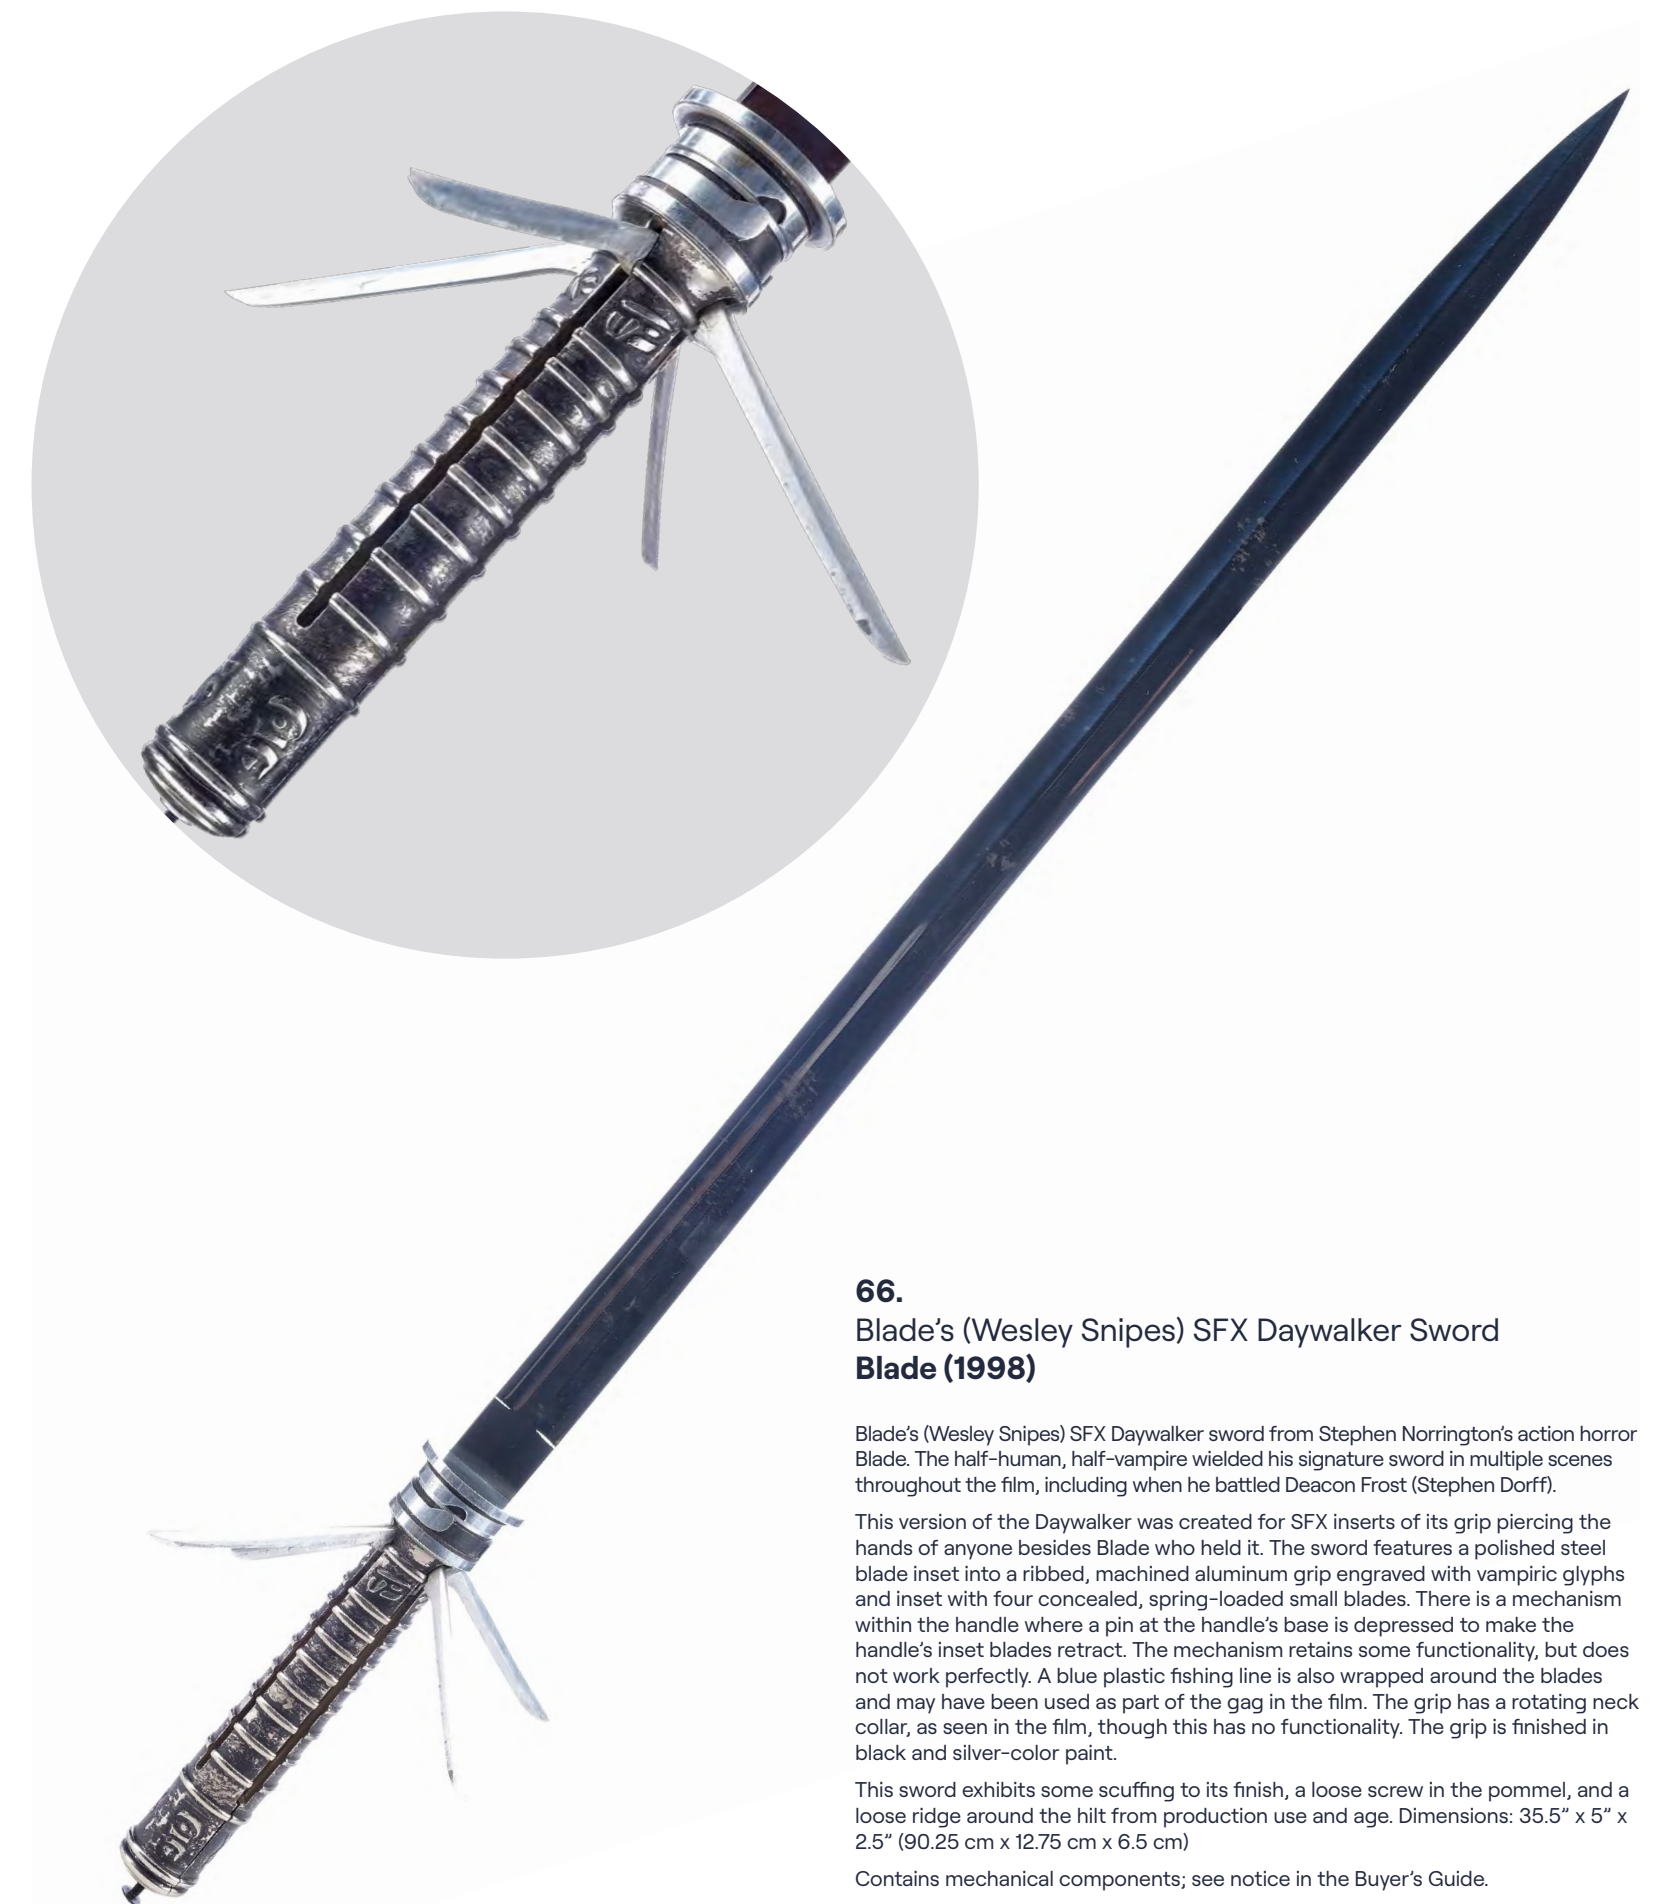 66.
Blade’s (Wesley Snipes) SFX Daywalker Sword
Blade (1998)
Blade’s (Wesley Snipes) SFX Daywalker sword from Stephen Norrington’s action horror
Blade. The half-human, half-vampire wielded his signature sword in multiple scenes
throughout the film, including when he battled Deacon Frost (Stephen Dorff).
This version of the Daywalker was created for SFX inserts of its grip piercing the
hands of anyone besides Blade who held it. The sword features a polished steel
blade inset into a ribbed, machined aluminum grip engraved with vampiric glyphs
and inset with four concealed, spring-loaded small blades. There is a mechanism
within the handle where a pin at the handle’s base is depressed to make the
handle’s inset blades retract. The mechanism retains some functionality, but does
not work perfectly. A blue plastic fishing line is also wrapped around the blades
and may have been used as part of the gag in the film. The grip has a rotating neck
collar, as seen in the film, though this has no functionality. The grip is finished in
black and silver-color paint.
This sword exhibits some scuffing to its finish, a loose screw in the pommel, and a
loose ridge around the hilt from production use and age. Dimensions: 35.5” x 5” x
2.5” (90.25 cm x 12.75 cm x 6.5 cm)
Contains mechanical components; see notice in the Buyer’s Guide.